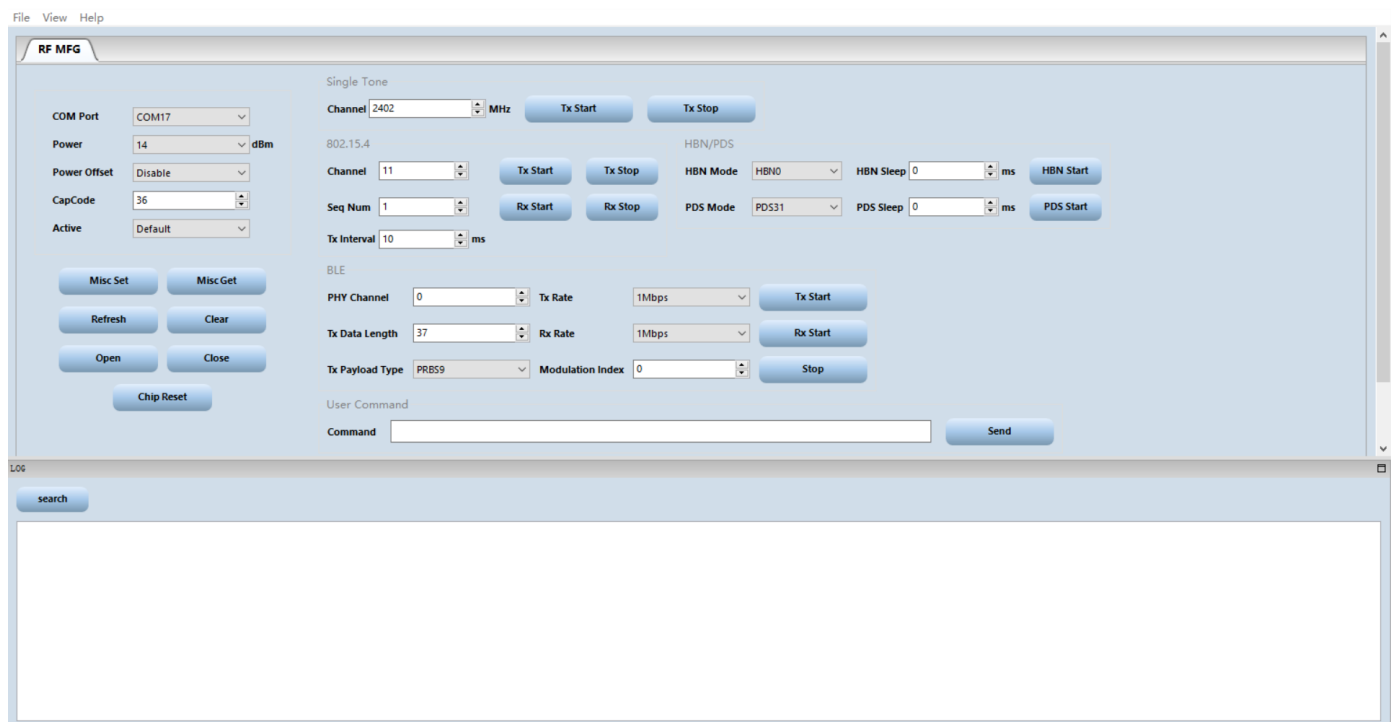 File View Help
RF MFG
COM Port COM17
Power 14 dBm
Power Offset Disable
CapCode 36
Active Default
Misc Set Misc Get
Refresh Clear
Open Close
Chip Reset
Single Tone
Channel 2402 MHz Tx Start Tx Stop
802.15.4
Channel 11 Tx Start Tx Stop
Seq Num 1 Rx Start Rx Stop
Tx Interval 10 ms
HBN/PDS
HBN Mode HBN0 HBN Sleep 0 ms HBN Start
PDS Mode PDS31 PDS Sleep 0 ms PDS Start
BLE
PHY Channel 0 Tx Rate 1Mbps Tx Start
Tx Data Length 37 Rx Rate 1Mbps Rx Start
Tx Payload Type PRBS9 Modulation Index 0 Stop
User Command
Command Send
LOG
search